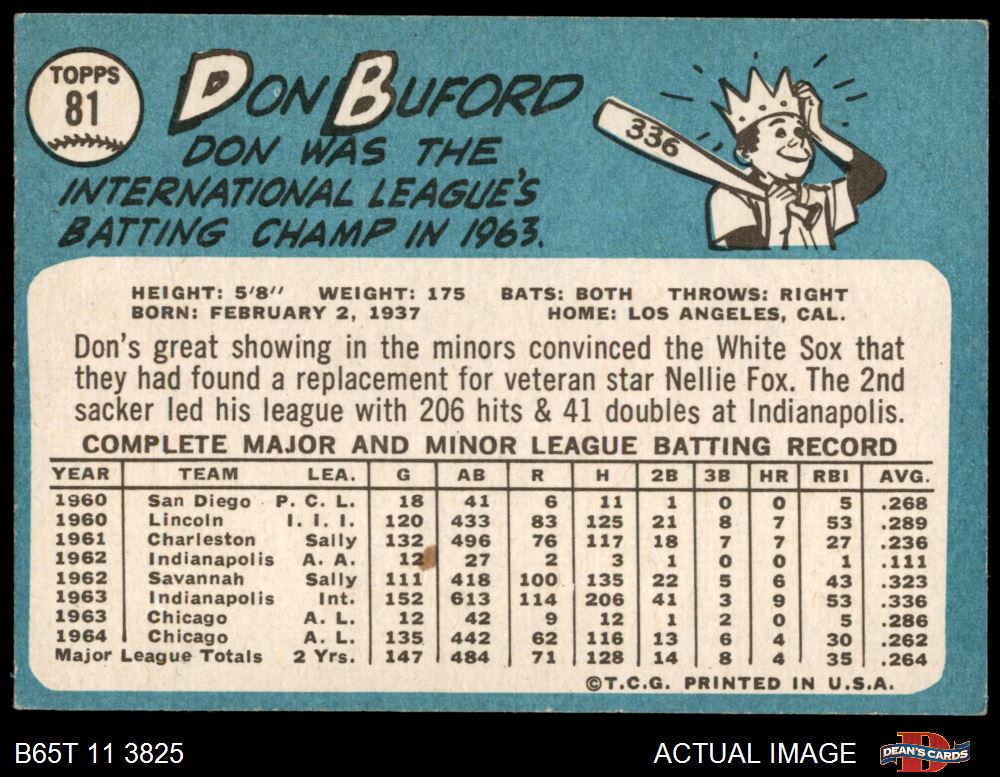 TOPPS
81
DON BUFORD
DON WAS THE
INTERNATIONAL LEAGUE'S
BATTING CHAMP IN 1963.
336
HEIGHT: 5'8" WEIGHT: 175 BATS: BOTH THROWS: RIGHT
BORN: FEBRUARY 2, 1937 HOME: LOS ANGELES, CAL.
Don's great showing in the minors convinced the White Sox that
they had found a replacement for veteran star Nellie Fox. The 2nd
sacker led his league with 206 hits & 41 doubles at Indianapolis.
COMPLETE MAJOR AND MINOR LEAGUE BATTING RECORD
YEAR TEAM LEA. G AB R H 2B 3B HR RBI AVG.
1960 San Diego P. C. L. 18 41 6 11 1 0 0 5 .268
1960 Lincoln I. I. I. 120 433 83 125 21 8 7 53 .289
1961 Charleston Sally 132 496 76 117 18 7 7 27 .236
1962 Indianapolis A. A. 12 27 2 3 1 0 0 1 .111
1962 Savannah Sally 111 418 100 135 22 5 6 43 .323
1963 Indianapolis Int. 152 613 114 206 41 3 9 53 .336
1963 Chicago A. L. 12 42 9 12 1 2 0 5 .286
1964 Chicago A. L. 135 442 62 116 13 6 4 30 .262
Major League Totals 2 Yrs. 147 484 71 128 14 8 4 35 .264
©T.C.G. PRINTED IN U.S.A.
B65T 11 3825 ACTUAL IMAGE DEAN'S CARDS